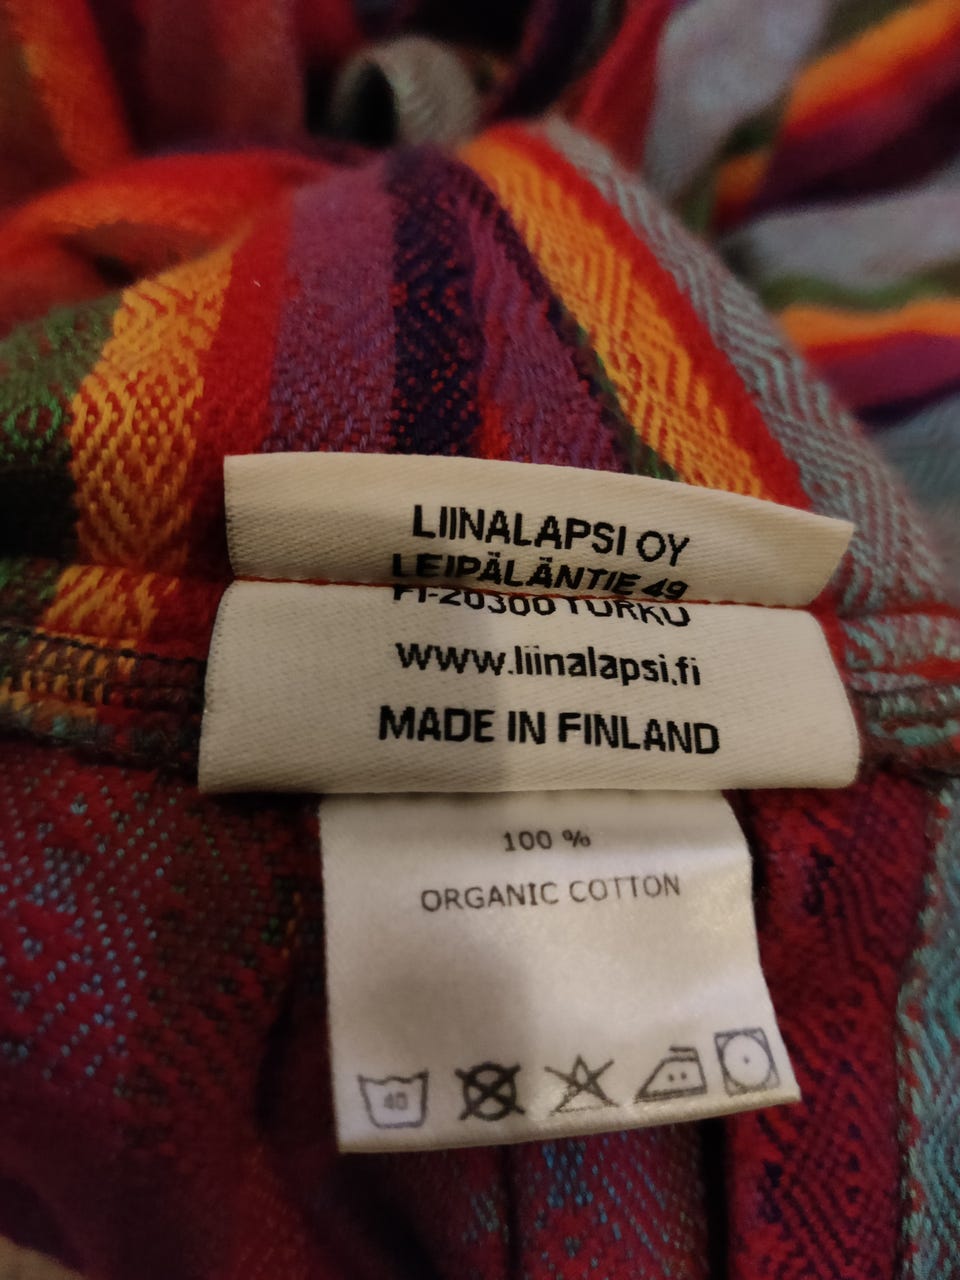 LIINALAPSI OY
LEIPÄLÄNTIE 49
FI-20300 TURKU
www.liinalapsi.fi
MADE IN FINLAND
100 %
ORGANIC COTTON
40